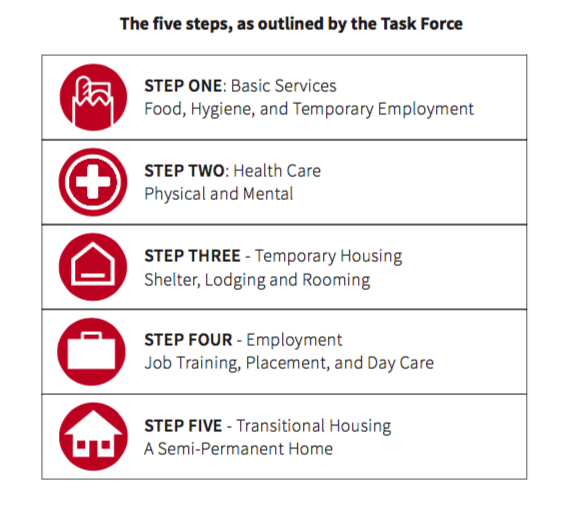 The five steps, as outlined by the Task Force
STEP ONE: Basic Services
Food, Hygiene, and Temporary Employment
STEP TWO: Health Care
Physical and Mental
STEP THREE - Temporary Housing
Shelter, Lodging and Rooming
STEP FOUR - Employment
Job Training, Placement, and Day Care
STEP FIVE - Transitional Housing
A Semi-Permanent Home